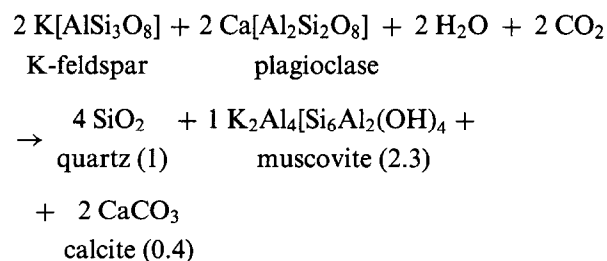 2 K[AlSi₃O₈] + 2 Ca[Al₂Si₂O₈] + 2 H₂O + 2 CO₂
K-feldspar plagioclase
→ 4 SiO₂ + 1 K₂Al₄[Si₆Al₂(OH)₄ +
quartz (1) muscovite (2.3)
+ 2 CaCO₃
calcite (0.4)